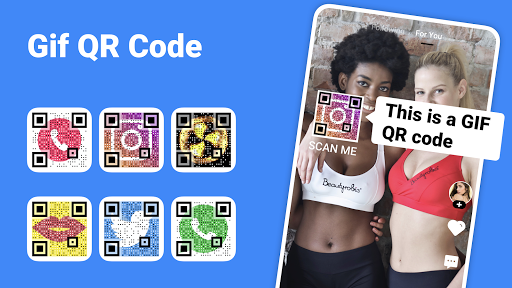 Gif QR Code
Following
For You
This is a GIF
QR code
SCAN ME